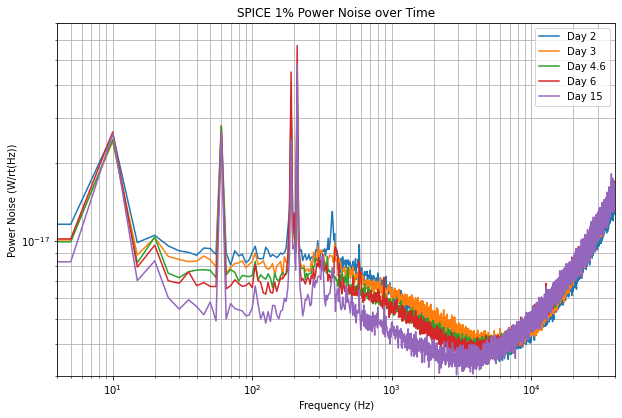 SPICE 1% Power Noise over Time
Day 2
Day 3
Day 4.6
Day 6
Day 15
Power Noise (W/rt(Hz))
10⁻¹⁷
10¹
10²
10³
10⁴
Frequency (Hz)